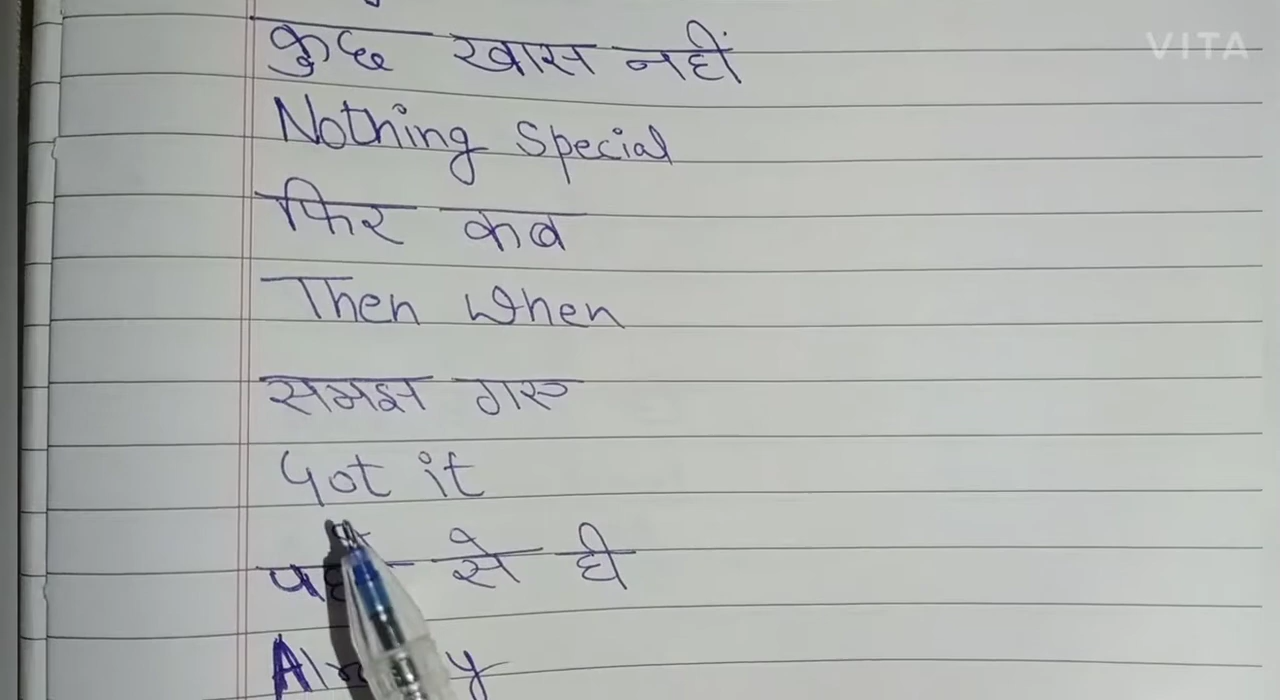 कुछ खास नहीं
VITA
Nothing Special
फिर कब
Then when
समझ गए
Got it
से ही